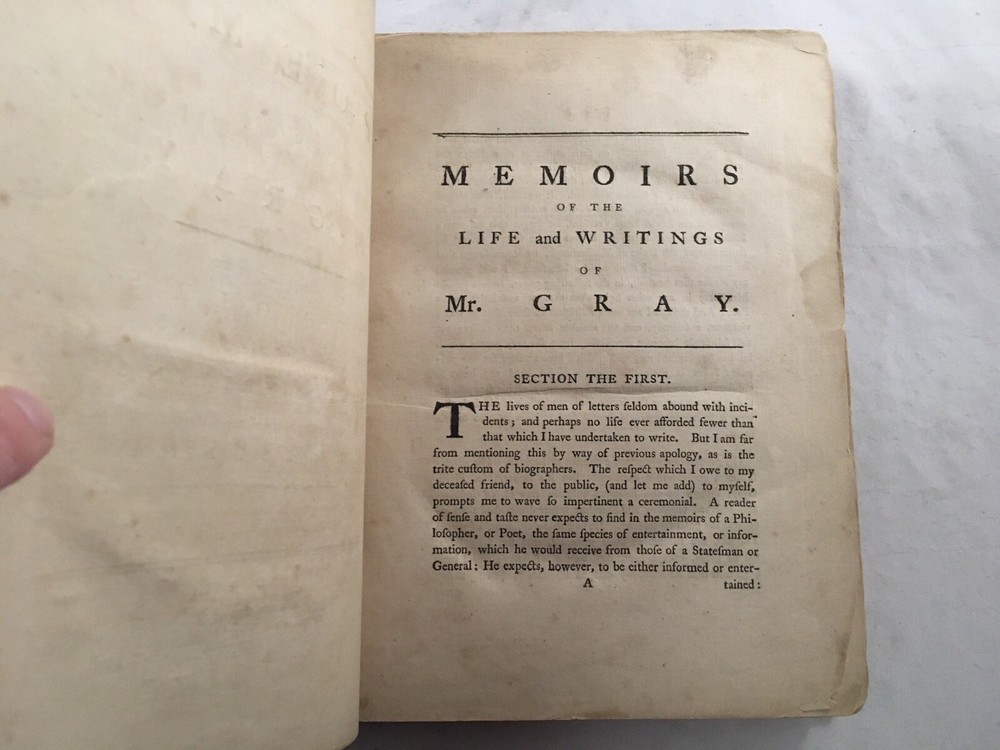 MEMOIRS
OF THE
LIFE and WRITINGS
OF
Mr. GRAY.
SECTION THE FIRST.
THE lives of men of letters ſeldom abound with inci-
dents; and perhaps no life ever afforded fewer than
that which I have undertaken to write. But I am far
from mentioning this by way of previous apology, as is the
trite cuſtom of biographers. The reſpect which I owe to my
deceaſed friend, to the public, (and let me add) to myſelf,
prompts me to wave ſo impertinent a ceremonial. A reader
of ſenſe and taſte never expects to find in the memoirs of a Phi-
loſopher, or Poet, the ſame ſpecies of entertainment, or infor-
mation, which he would receive from thoſe of a Stateſman or
General: He expects, however, to be either informed or enter-
A tained: